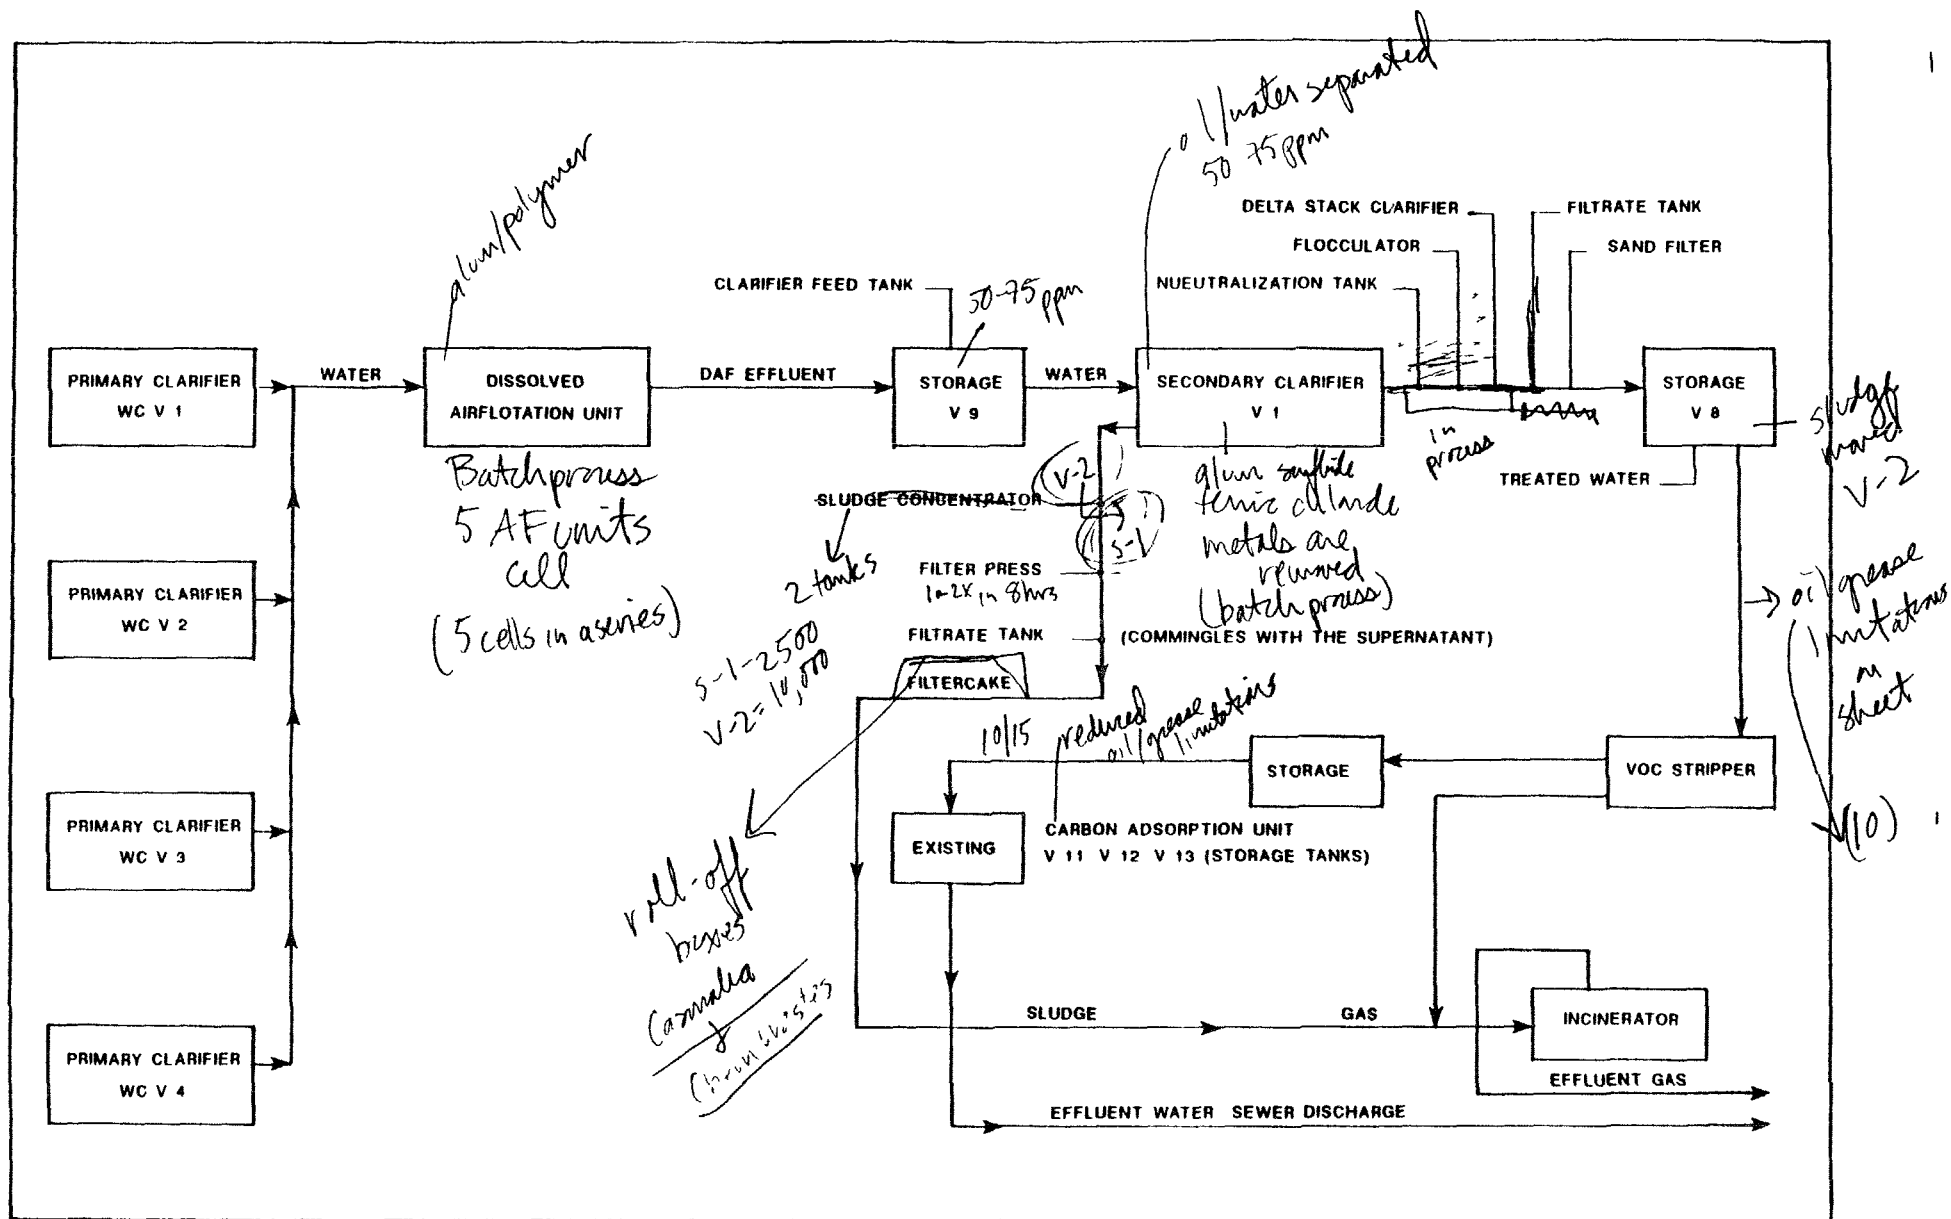 oil/water separated
50 75 ppm
alum/polymer
DELTA STACK CLARIFIER
FILTRATE TANK
FLOCCULATOR
SAND FILTER
CLARIFIER FEED TANK
50-75 ppm
NUEUTRALIZATION TANK
PRIMARY CLARIFIER
WC V 1
WATER
DISSOLVED
AIRFLOTATION UNIT
DAF EFFLUENT
STORAGE
V 9
WATER
SECONDARY CLARIFIER
V 1
STORAGE
V 8
in
process
sludge
moved
V-2
Batch process
5 AF units
cell
(5 cells in a series)
V-2
SLUDGE CONCENTRATOR
S-1
2 tanks
alum
metals are
removed
(batch process)
TREATED WATER
FILTER PRESS
in 8 hrs
PRIMARY CLARIFIER
WC V 2
FILTRATE TANK
(COMMINGLES WITH THE SUPERNATANT)
oil/grease
limitations
on
sheet
S-1-2500
V-2=10,000
FILTERCAKE
10/15
reduced
oil/grease
limitations
STORAGE
VOC STRIPPER
(10)
PRIMARY CLARIFIER
WC V 3
EXISTING
CARBON ADSORPTION UNIT
V 11 V 12 V 13 (STORAGE TANKS)
roll-off
boxes
SLUDGE
GAS
INCINERATOR
PRIMARY CLARIFIER
WC V 4
EFFLUENT GAS
EFFLUENT WATER SEWER DISCHARGE